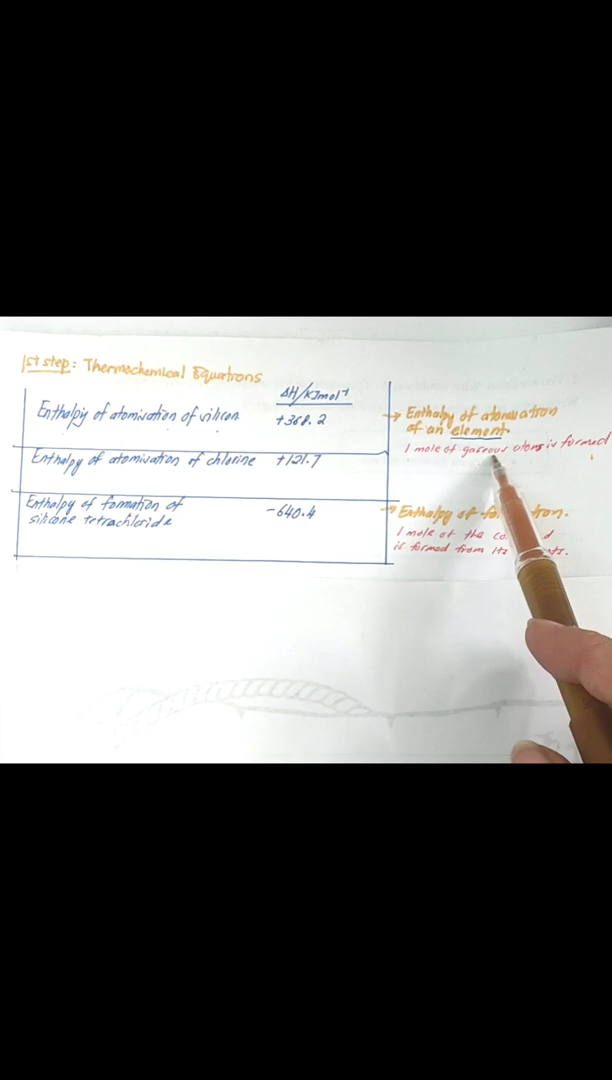 1st step: Thermochemical Equations
ΔH/kJmol⁻¹
Enthalpy of atomisation of silicon +368.2
Enthalpy of atomisation of chlorine +121.7
Enthalpy of formation of
silicone tetrachloride -640.4
→ Enthalpy of atomisation
of an element.
1 mole of gaseous atoms is formed
→ Enthalpy of
1 mole of the
is formed from its